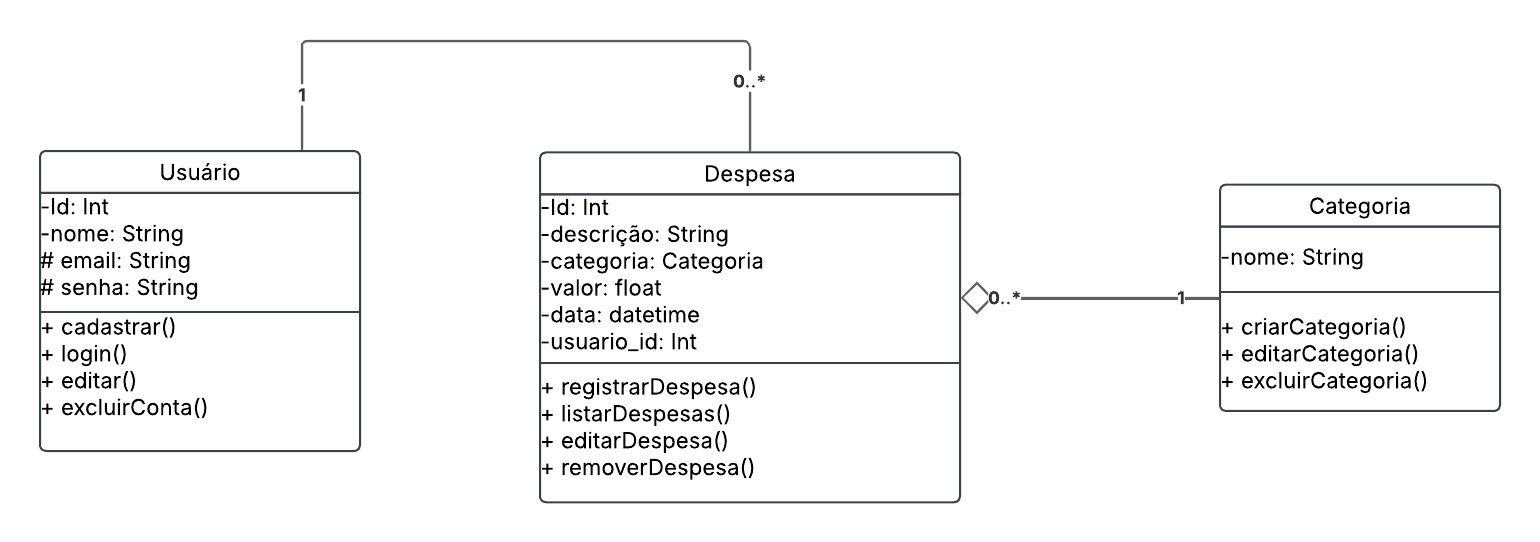 1
0..*
Usuário
-Id: Int
-nome: String
# email: String
# senha: String
+ cadastrar()
+ login()
+ editar()
+ excluirConta()
Despesa
-Id: Int
-descrição: String
-categoria: Categoria
-valor: float
-data: datetime
-usuario_id: Int
+ registrarDespesa()
+ listarDespesas()
+ editarDespesa()
+ removerDespesa()
0..*
1
Categoria
-nome: String
+ criarCategoria()
+ editarCategoria()
+ excluirCategoria()